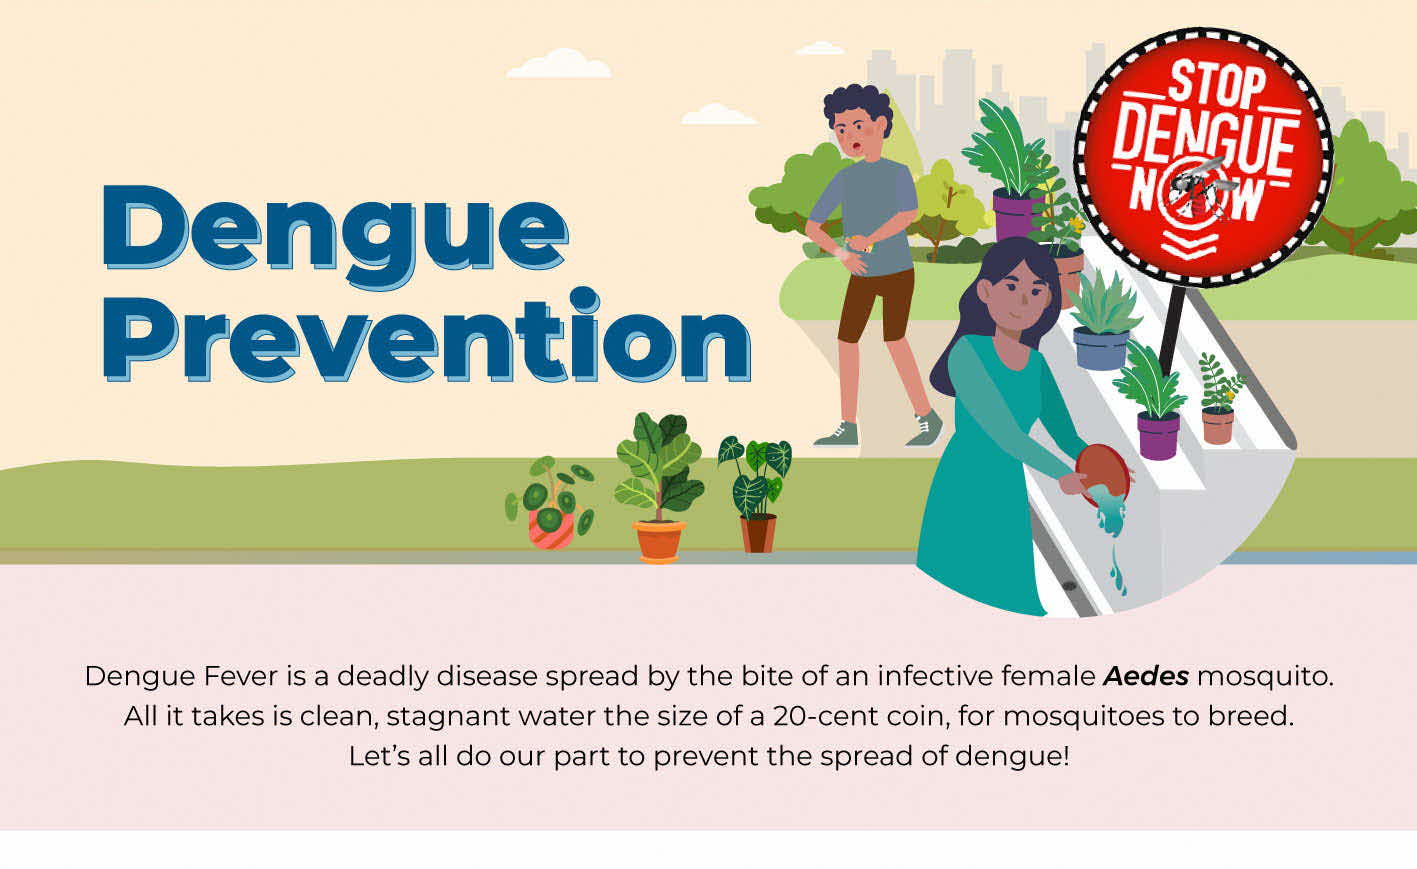 Dengue
Prevention
STOP
DENGUE
NOW
Dengue Fever is a deadly disease spread by the bite of an infective female Aedes mosquito.
All it takes is clean, stagnant water the size of a 20-cent coin, for mosquitoes to breed.
Let’s all do our part to prevent the spread of dengue!